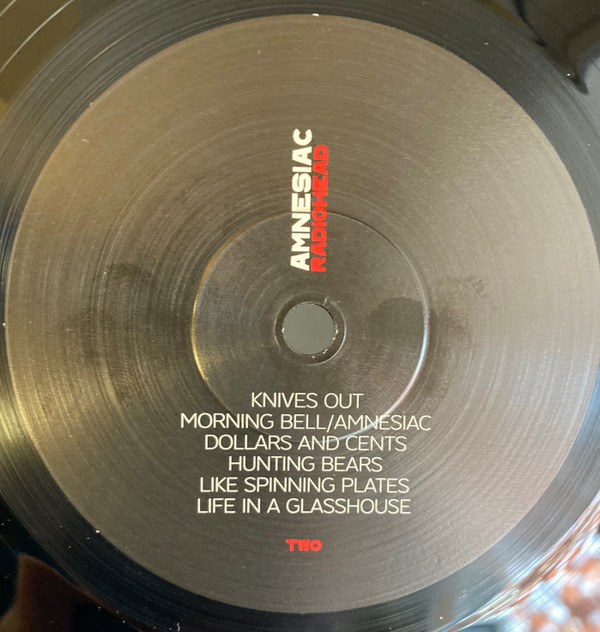 AMNESIAC
RADIOHEAD
KNIVES OUT
MORNING BELL/AMNESIAC
DOLLARS AND CENTS
HUNTING BEARS
LIKE SPINNING PLATES
LIFE IN A GLASSHOUSE
TWO